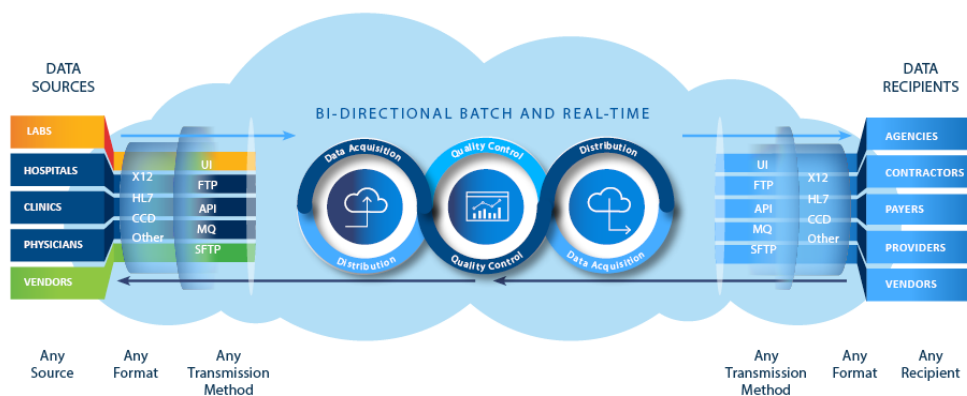 DATA
SOURCES
DATA
RECIPIENTS
BI-DIRECTIONAL BATCH AND REAL-TIME
LABS
HOSPITALS
CLINICS
PHYSICIANS
VENDORS
X12
HL7
CCD
Other
UI
FTP
API
MQ
SFTP
Data Acquisition
Distribution
Quality Control
Quality Control
Distribution
Data Acquisition
UI
FTP
API
MQ
SFTP
X12
HL7
CCD
Other
AGENCIES
CONTRACTORS
PAYERS
PROVIDERS
VENDORS
Any
Source
Any
Format
Any
Transmission
Method
Any
Transmission
Method
Any
Format
Any
Recipient